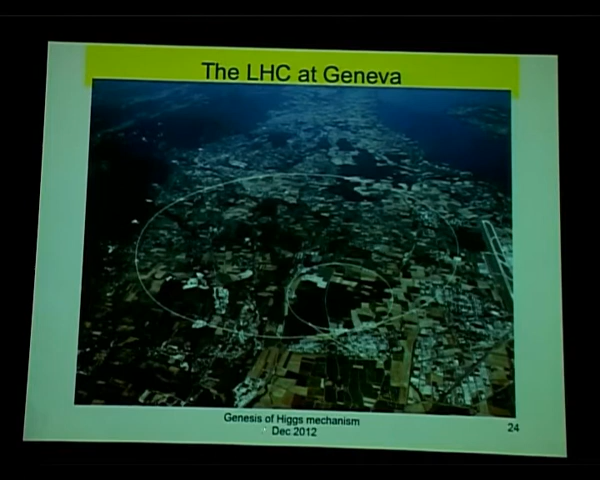 The LHC at Geneva
Genesis of Higgs mechanism
Dec 2012
24